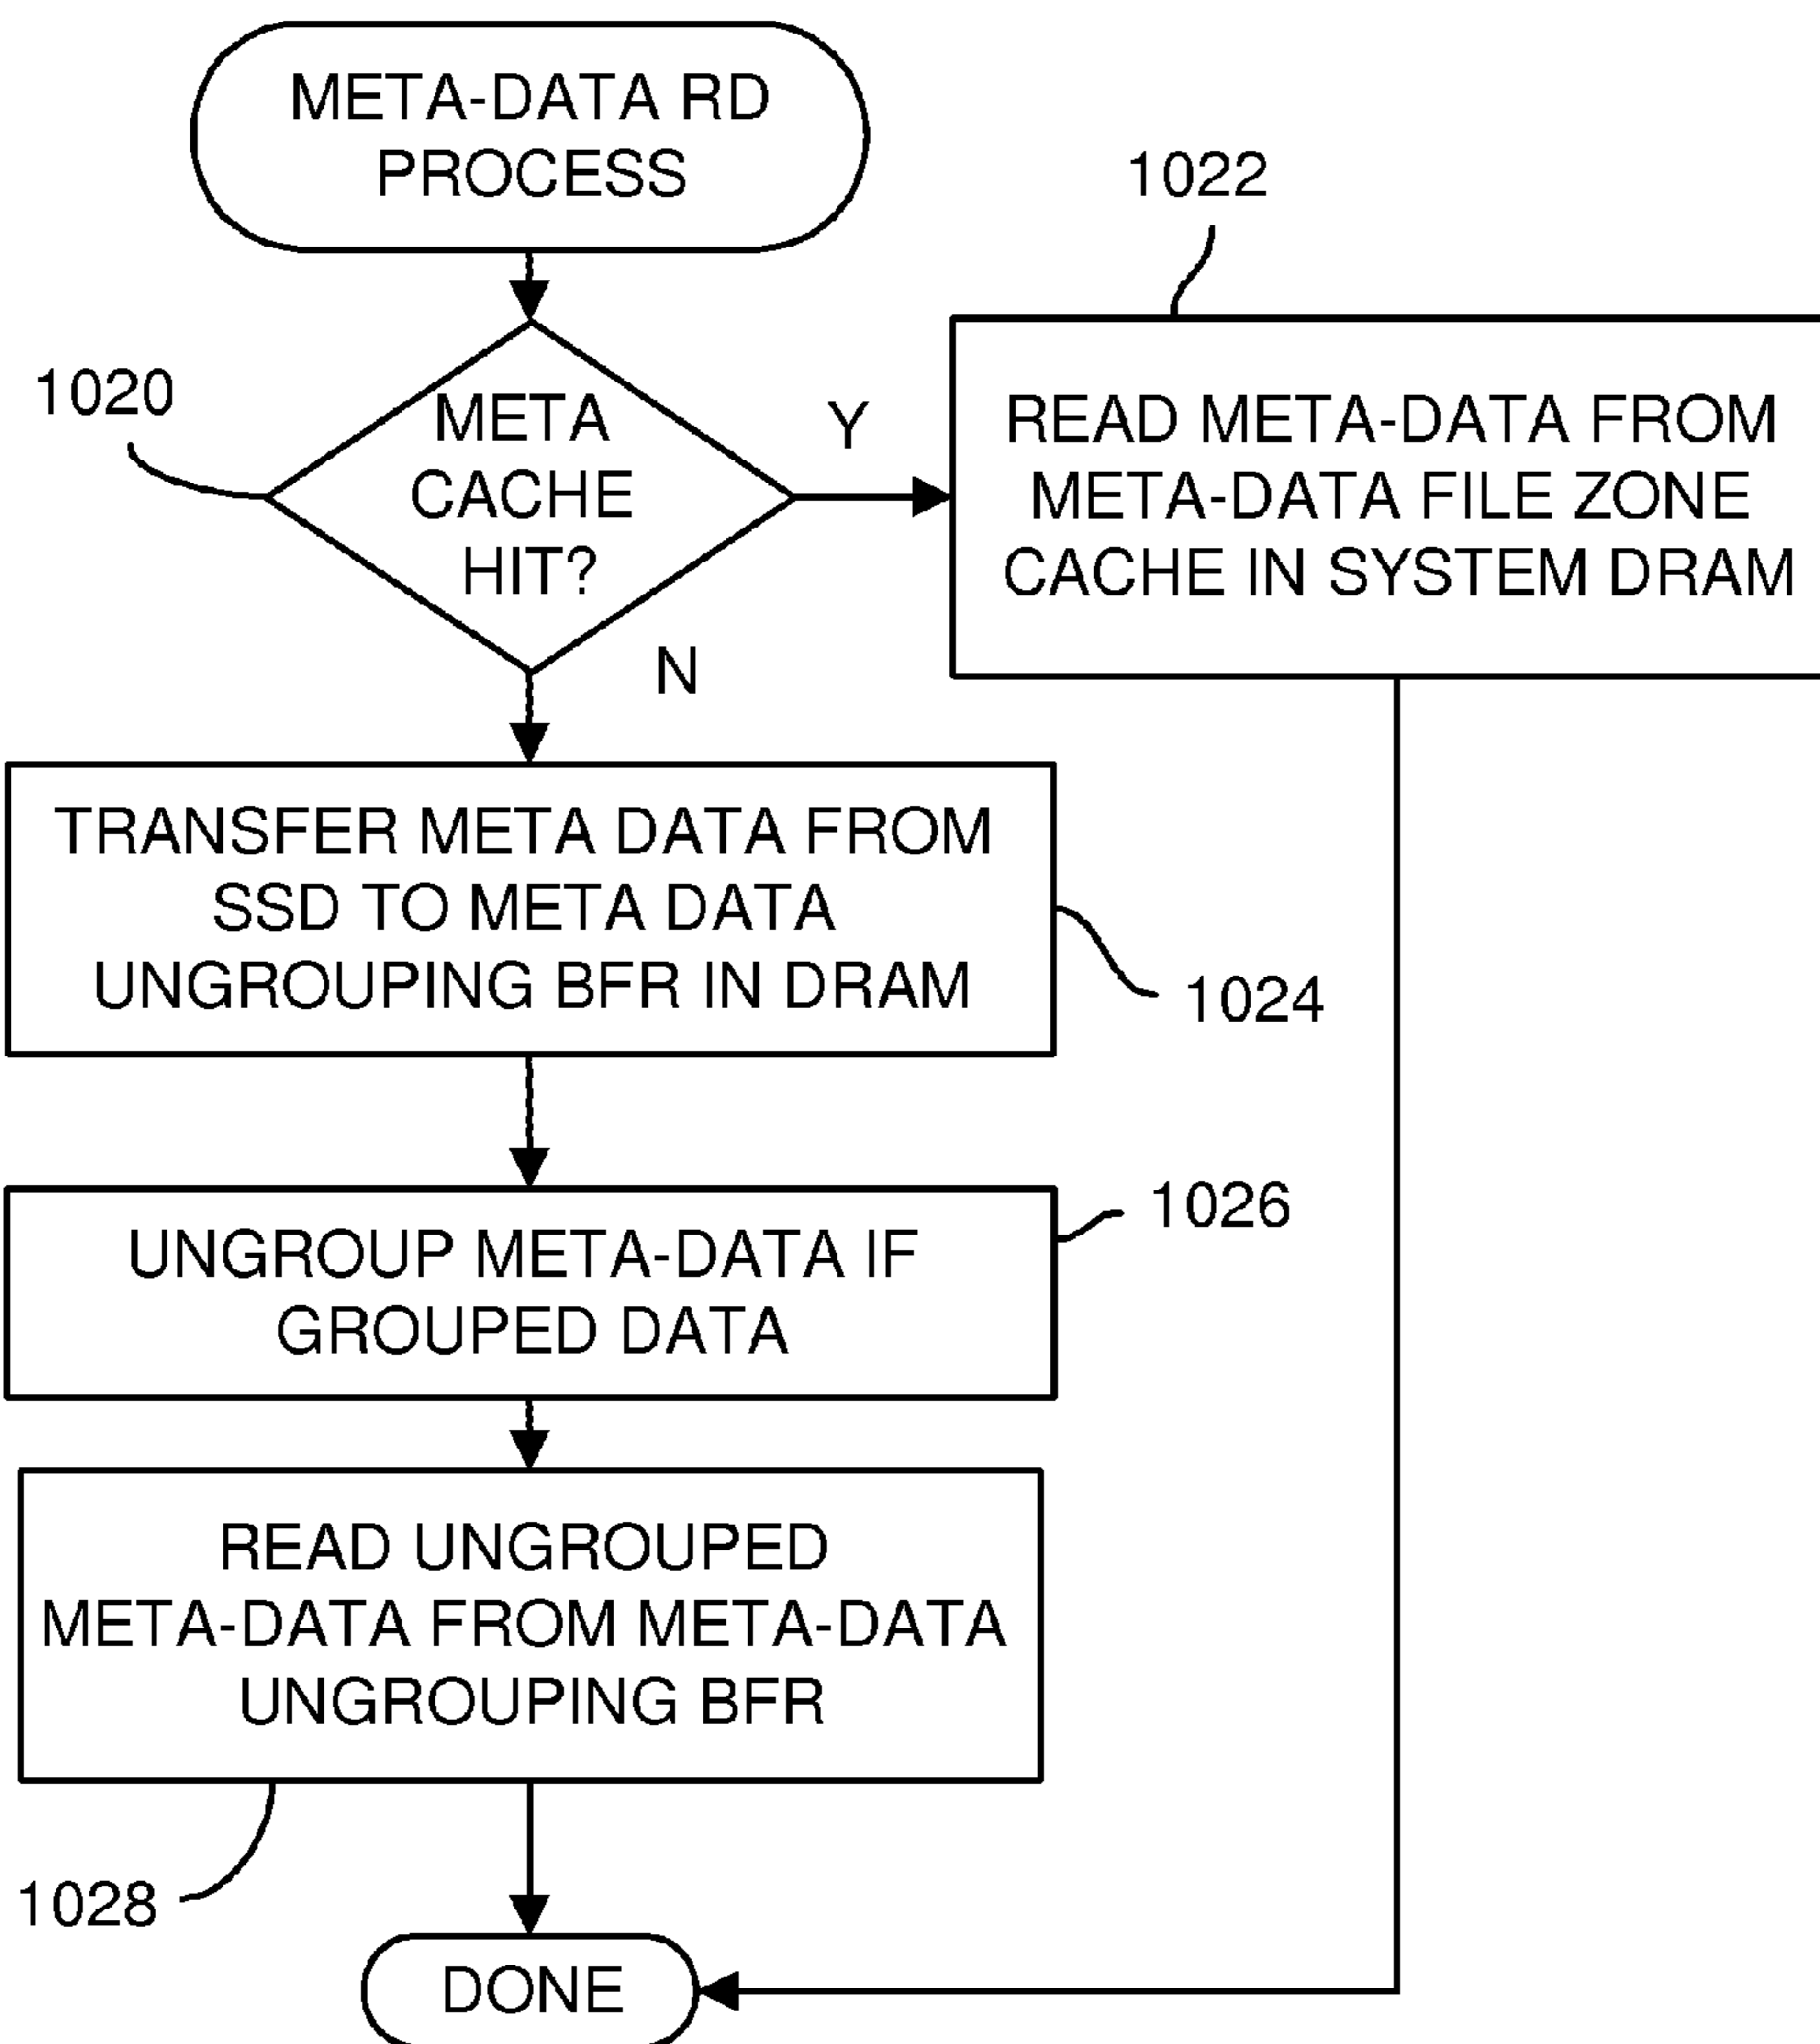 META-DATA RD
PROCESS
1022
1020
META
CACHE
HIT?
Y
READ META-DATA FROM
META-DATA FILE ZONE
CACHE IN SYSTEM DRAM
N
TRANSFER META DATA FROM
SSD TO META DATA
UNGROUPING BFR IN DRAM
1024
UNGROUP META-DATA IF
GROUPED DATA
1026
READ UNGROUPED
META-DATA FROM META-DATA
UNGROUPING BFR
1028
DONE